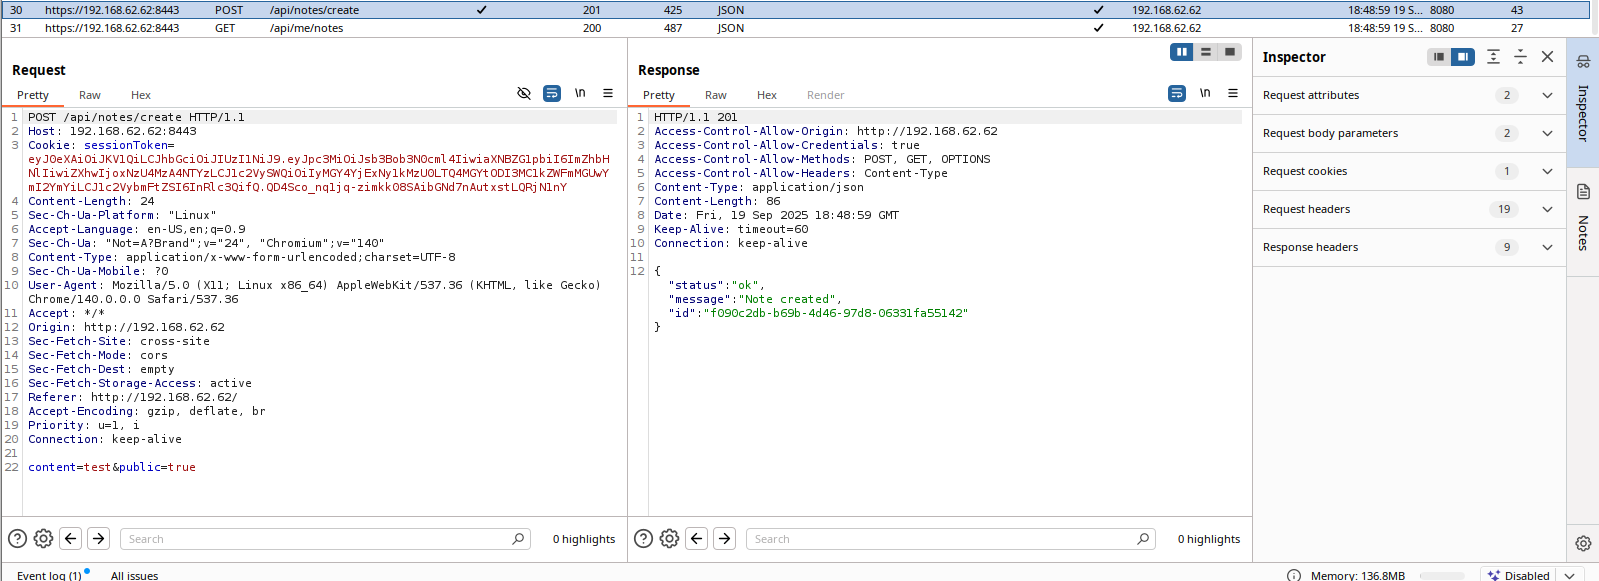 30 https://192.168.62.62:8443 POST /api/notes/create 201 425 JSON 192.168.62.62 18:48:59 19 S... 8080 43
31 https://192.168.62.62:8443 GET /api/me/notes 200 487 JSON 192.168.62.62 18:48:59 19 S... 8080 27
Request
Pretty Raw Hex \n
1 POST /api/notes/create HTTP/1.1
2 Host: 192.168.62.62:8443
3 Cookie: sessionToken=
4 Content-Length: 24
5 Sec-Ch-Ua-Platform: "Linux"
6 Accept-Language: en-US,en;q=0.9
7 Sec-Ch-Ua: "Not=A?Brand";v="24", "Chromium";v="140"
8 Content-Type: application/x-www-form-urlencoded;charset=UTF-8
9 Sec-Ch-Ua-Mobile: ?0
10 User-Agent: Mozilla/5.0 (X11; Linux x86_64) AppleWebKit/537.36 (KHTML, like Gecko)
Chrome/140.0.0.0 Safari/537.36
11 Accept: */*
12 Origin: http://192.168.62.62
13 Sec-Fetch-Site: cross-site
14 Sec-Fetch-Mode: cors
15 Sec-Fetch-Dest: empty
16 Sec-Fetch-Storage-Access: active
17 Referer: http://192.168.62.62/
18 Accept-Encoding: gzip, deflate, br
19 Priority: u=1, i
20 Connection: keep-alive
21
22 content=test&public=true
Search
0 highlights
Response
Pretty Raw Hex Render \n
1 HTTP/1.1 201
2 Access-Control-Allow-Origin: http://192.168.62.62
3 Access-Control-Allow-Credentials: true
4 Access-Control-Allow-Methods: POST, GET, OPTIONS
5 Access-Control-Allow-Headers: Content-Type
6 Content-Type: application/json
7 Content-Length: 86
8 Date: Fri, 19 Sep 2025 18:48:59 GMT
9 Keep-Alive: timeout=60
10 Connection: keep-alive
11
12 {
"status":"ok",
"message":"Note created",
"id":"f090c2db-b69b-4d46-97d8-06331fa55142"
}
Search
0 highlights
Inspector
Request attributes 2
Request body parameters 2
Request cookies 1
Request headers 19
Response headers 9
Inspector
Notes
Event log (1) All issues
Memory: 136.8MB
Disabled